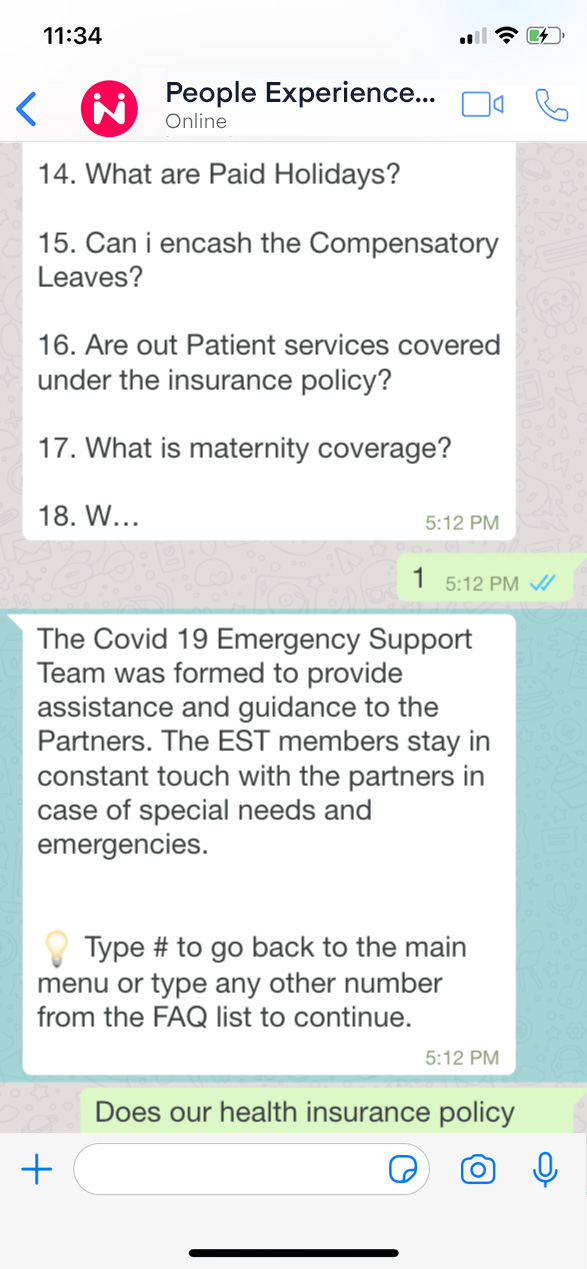 11:34
People Experience...
Online
14. What are Paid Holidays?
15. Can i encash the Compensatory
Leaves?
16. Are out Patient services covered
under the insurance policy?
17. What is maternity coverage?
18. W...
5:12 PM
1 5:12 PM
The Covid 19 Emergency Support
Team was formed to provide
assistance and guidance to the
Partners. The EST members stay in
constant touch with the partners in
case of special needs and
emergencies.
Type # to go back to the main
menu or type any other number
from the FAQ list to continue.
5:12 PM
Does our health insurance policy